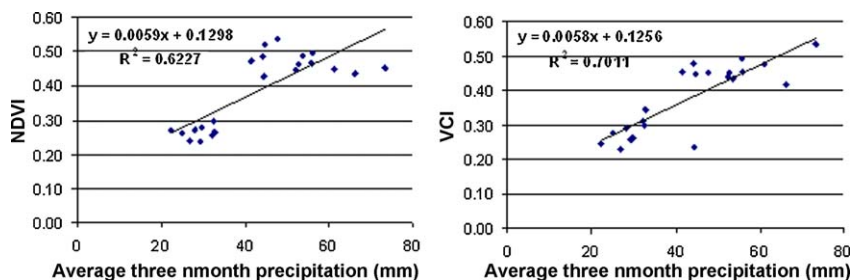 y = 0.0059x + 0.1298
R² = 0.6227
0.60
0.50
0.40
0.30
0.20
0.10
0.00
NDVI
0 20 40 60 80
Average three nmonth precipitation (mm)
y = 0.0058x + 0.1256
R² = 0.7011
0.60
0.50
0.40
0.30
0.20
0.10
0.00
VCI
0 20 40 60 80
Average three nmonth precipitation (mm)